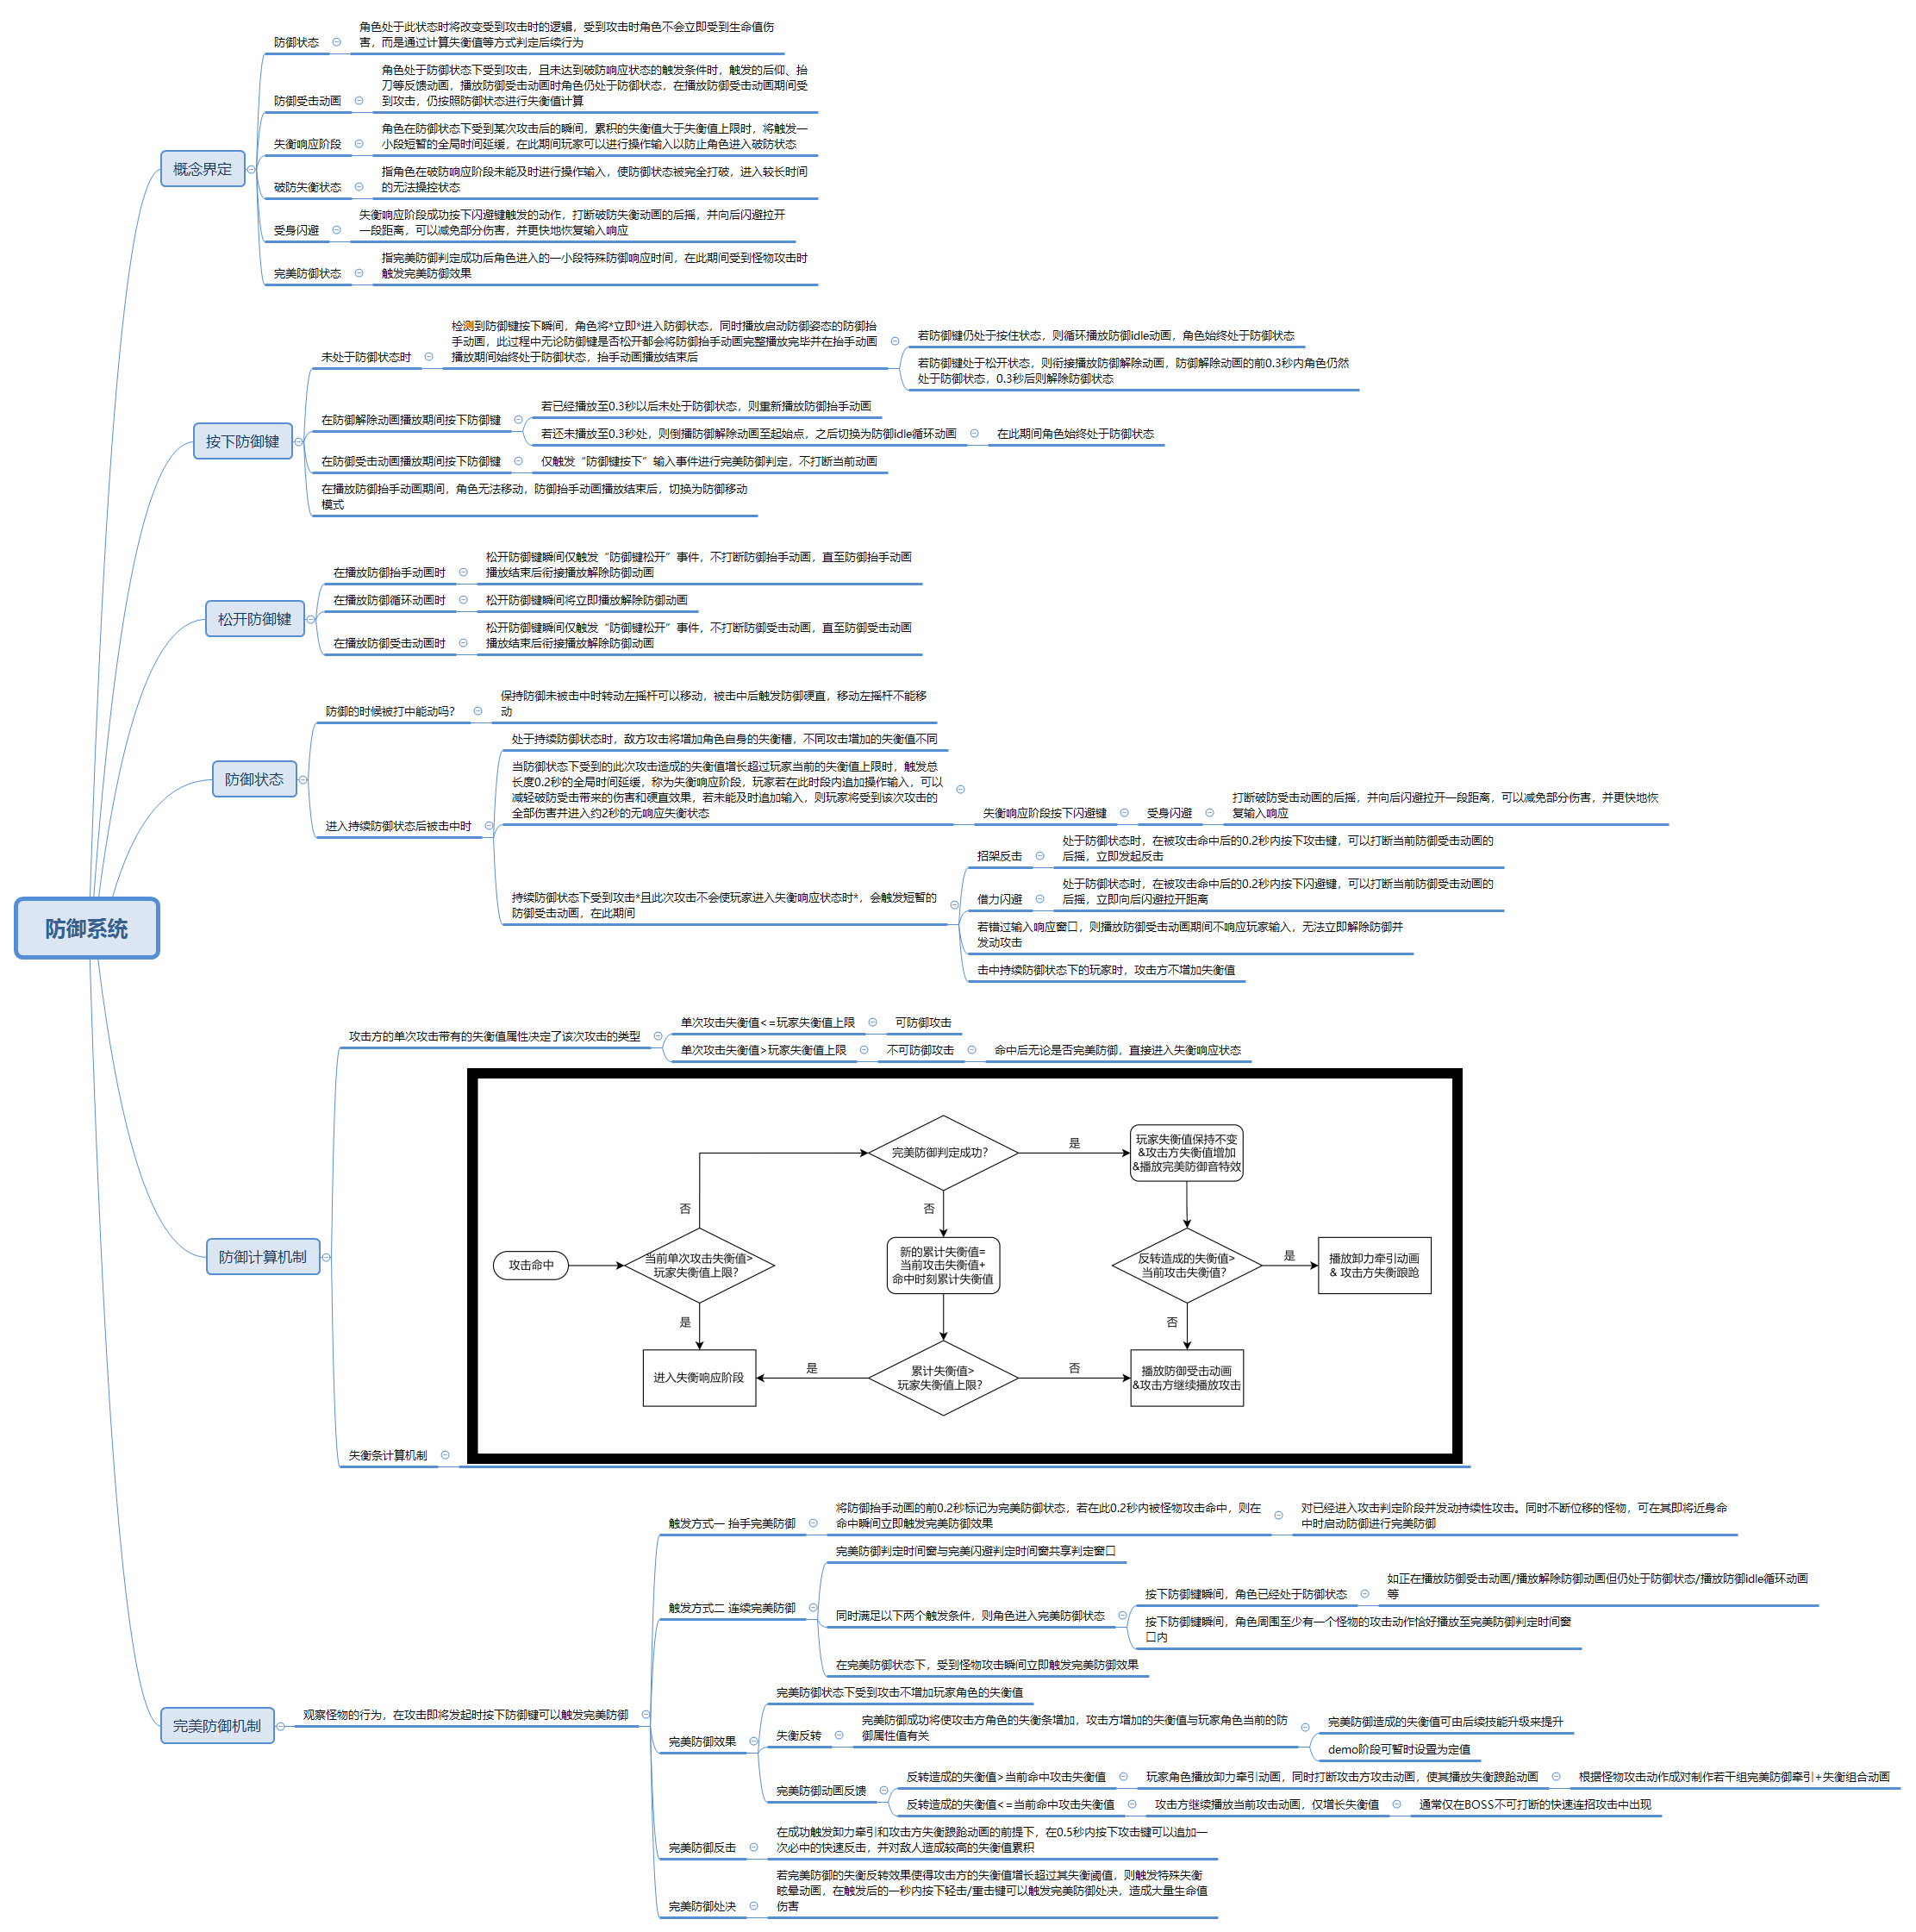 防御系统
概念界定
防御状态
角色处于此状态时将改变受到攻击时的逻辑，受到攻击时角色不会立即受到生命值伤
害，而是通过计算失衡值等方式判定后续行为
防御受击动画
角色处于防御状态下受到攻击，且未达到破防响应状态的触发条件时，触发的后仰、抬
刀等反馈动画，播放防御受击动画时角色仍处于防御状态，在播放防御受击动画期间受
到攻击，仍按照防御状态进行失衡值计算
失衡响应阶段
角色在防御状态下受到某次攻击后的瞬间，累积的失衡值大于失衡值上限时，将触发一
小段短暂的全局时间延缓，在此期间玩家可以进行操作输入以防止角色进入破防状态
破防失衡状态
指角色在破防响应阶段未能及时进行操作输入，使防御状态被完全打破，进入较长时间
的无法操控状态
受身闪避
失衡响应阶段成功按下闪避键触发的动作，打断破防失衡动画的后摇，并向后闪避拉开
一段距离，可以减免部分伤害，并更快地恢复输入响应
完美防御状态
指完美防御判定成功后角色进入的一小段特殊防御响应时间，在此期间受到怪物攻击时
触发完美防御效果
按下防御键
未处于防御状态时
检测到防御键按下瞬间，角色将*立即*进入防御状态，同时播放启动防御姿态的防御抬
手动画，此过程中无论防御键是否松开都会将防御抬手动画完整播放完毕并在抬手动画
播放期间始终处于防御状态，抬手动画播放结束后
若防御键仍处于按住状态，则循环播放防御idle动画，角色始终处于防御状态
若防御键处于松开状态，则衔接播放防御解除动画，防御解除动画的前0.3秒内角色仍然
处于防御状态，0.3秒后则解除防御状态
在防御解除动画播放期间按下防御键
若已经播放至0.3秒以后未处于防御状态，则重新播放防御抬手动画
若还未播放至0.3秒处，则倒播防御解除动画至起始点，之后切换为防御idle循环动画
在此期间角色始终处于防御状态
在防御受击动画播放期间按下防御键
仅触发“防御键按下”输入事件进行完美防御判定，不打断当前动画
在播放防御抬手动画期间，角色无法移动，防御抬手动画播放结束后，切换为防御移动
模式
松开防御键
在播放防御抬手动画时
松开防御键瞬间仅触发“防御键松开”事件，不打断防御抬手动画，直至防御抬手动画
播放结束后衔接播放解除防御动画
在播放防御循环动画时
松开防御键瞬间将立即播放解除防御动画
在播放防御受击动画时
松开防御键瞬间仅触发“防御键松开”事件，不打断防御受击动画，直至防御受击动画
播放结束后衔接播放解除防御动画
防御状态
防御的时候被打中能动吗？
保持防御未被击中时转动左摇杆可以移动，被击中后触发防御硬直，移动左摇杆不能移
动
进入持续防御状态后被击中时
处于持续防御状态时，敌方攻击将增加角色自身的失衡槽，不同攻击增加的失衡值不同
当防御状态下受到的此次攻击造成的失衡值增长超过玩家当前的失衡值上限时，触发总
长度0.2秒的全局时间延缓，称为失衡响应阶段，玩家若在此时段内追加操作输入，可以
减轻破防受击带来的伤害和硬直效果，若未能及时追加输入，则玩家将受到该次攻击的
全部伤害并进入约2秒的无响应失衡状态
失衡响应阶段按下闪避键
受身闪避
打断破防受击动画的后摇，并向后闪避拉开一段距离，可以减免部分伤害，并更快地恢
复输入响应
持续防御状态下受到攻击*且此次攻击不会使玩家进入失衡响应状态时*，会触发短暂的
防御受击动画，在此期间
招架反击
处于防御状态时，在被攻击命中后的0.2秒内按下攻击键，可以打断当前防御受击动画的
后摇，立即发起反击
借力闪避
处于防御状态时，在被攻击命中后的0.2秒内按下闪避键，可以打断当前防御受击动画的
后摇，立即向后闪避拉开距离
若错过输入响应窗口，则播放防御受击动画期间不响应玩家输入，无法立即解除防御并
发动攻击
击中持续防御状态下的玩家时，攻击方不增加失衡值
防御计算机制
攻击方的单次攻击带有的失衡值属性决定了该次攻击的类型
单次攻击失衡值<=玩家失衡值上限
可防御攻击
单次攻击失衡值>玩家失衡值上限
不可防御攻击
命中后无论是否完美防御，直接进入失衡响应状态
失衡条计算机制
攻击命中
当前单次攻击失衡值>
玩家失衡值上限？
否
是
进入失衡响应阶段
完美防御判定成功？
是
否
新的累计失衡值=
当前攻击失衡值+
命中时刻累计失衡值
累计失衡值>
玩家失衡值上限？
是
否
玩家失衡值保持不变
&攻击方失衡值增加
&播放完美防御音特效
反转造成的失衡值>
当前攻击失衡值？
是
否
播放卸力牵引动画
& 攻击方失衡踉跄
播放防御受击动画
&攻击方继续播放攻击
完美防御机制
观察怪物的行为，在攻击即将发起时按下防御键可以触发完美防御
触发方式一 抬手完美防御
将防御抬手动画的前0.2秒标记为完美防御状态，若在此0.2秒内被怪物攻击命中，则在
命中瞬间立即触发完美防御效果
对已经进入攻击判定阶段并发动持续性攻击。同时不断位移的怪物，可在其即将近身命
中时启动防御进行完美防御
触发方式二 连续完美防御
完美防御判定时间窗与完美闪避判定时间窗共享判定窗口
同时满足以下两个触发条件，则角色进入完美防御状态
按下防御键瞬间，角色已经处于防御状态
如正在播放防御受击动画/播放解除防御动画但仍处于防御状态/播放防御idle循环动画
等
按下防御键瞬间，角色周围至少有一个怪物的攻击动作恰好播放至完美防御判定时间窗
口内
在完美防御状态下，受到怪物攻击瞬间立即触发完美防御效果
完美防御效果
完美防御状态下受到攻击不增加玩家角色的失衡值
失衡反转
完美防御成功将使攻击方角色的失衡条增加，攻击方增加的失衡值与玩家角色当前的防
御属性值有关
完美防御造成的失衡值可由后续技能升级来提升
demo阶段可暂时设置为定值
完美防御动画反馈
反转造成的失衡值>当前命中攻击失衡值
玩家角色播放卸力牵引动画，同时打断攻击方攻击动画，使其播放失衡踉跄动画
根据怪物攻击动作成对制作若干组完美防御牵引+失衡组合动画
反转造成的失衡值<=当前命中攻击失衡值
攻击方继续播放当前攻击动画，仅增长失衡值
通常仅在BOSS不可打断的快速连招攻击中出现
完美防御反击
在成功触发卸力牵引和攻击方失衡踉跄动画的前提下，在0.5秒内按下攻击键可以追加一
次必中的快速反击，并对敌人造成较高的失衡值累积
完美防御处决
若完美防御的失衡反转效果使得攻击方的失衡值增长超过其失衡阈值，则触发特殊失衡
眩晕动画，在触发后的一秒内按下轻击/重击键可以触发完美防御处决，造成大量生命值
伤害